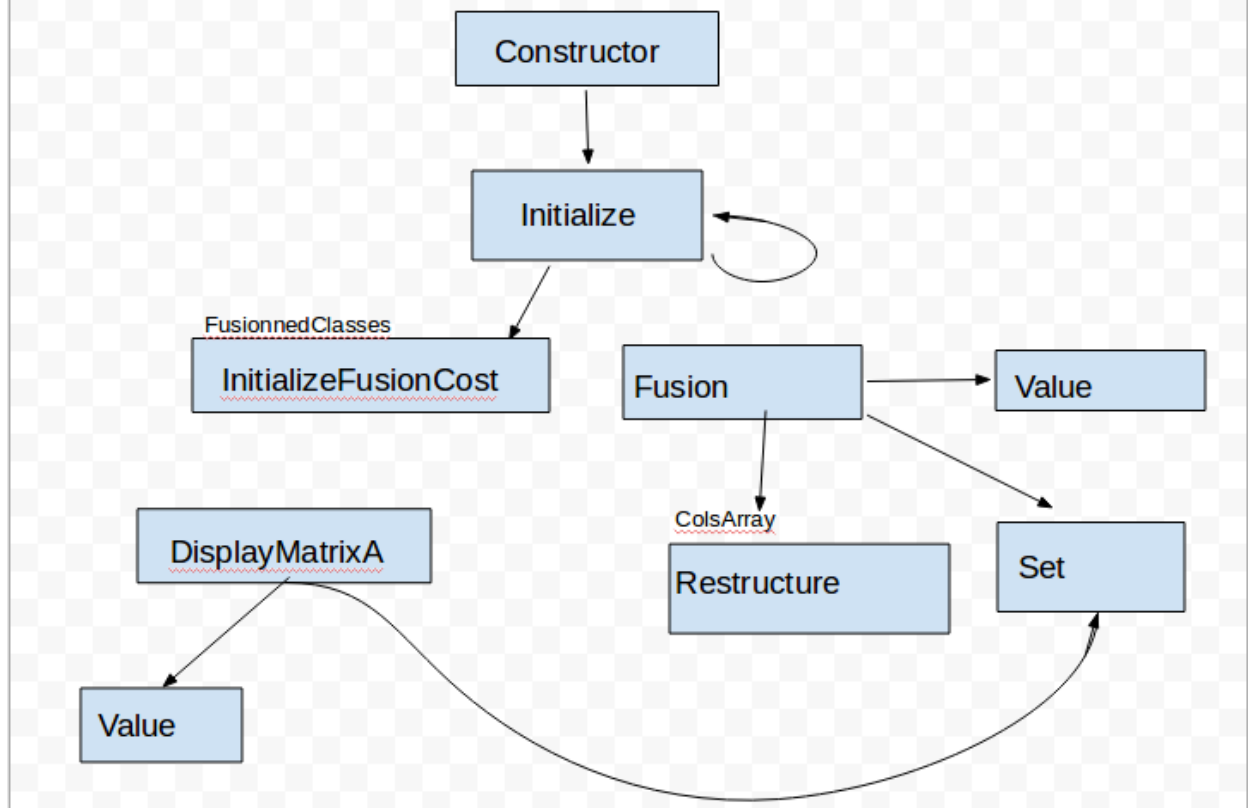 Constructor
Initialize
FusionnedClasses
InitializeFusionCost
Fusion
Value
ColsArray
Restructure
Set
DisplayMatrixA
Value